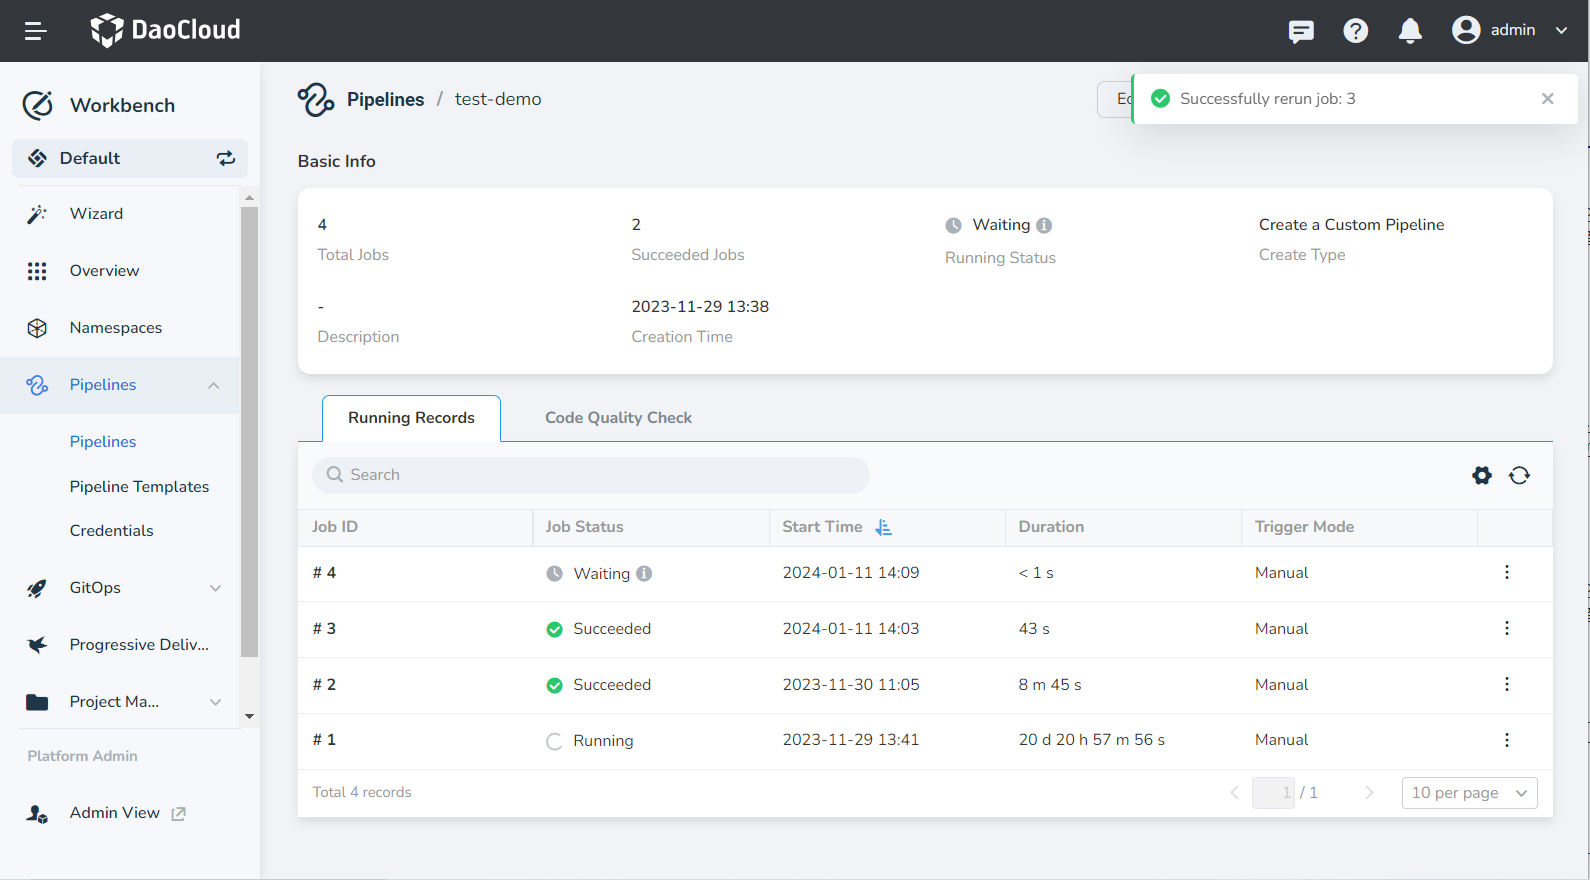 DaoCloud
admin
Workbench
Default
Wizard
Overview
Namespaces
Pipelines
Pipelines
Pipeline Templates
Credentials
GitOps
Progressive Deliv...
Project Ma...
Platform Admin
Admin View
Pipelines / test-demo
Successfully rerun job: 3
Basic Info
4
Total Jobs
2
Succeeded Jobs
Waiting
Running Status
Create a Custom Pipeline
Create Type
-
Description
2023-11-29 13:38
Creation Time
Running Records
Code Quality Check
Search
Job ID Job Status Start Time Duration Trigger Mode
# 4 Waiting 2024-01-11 14:09 < 1 s Manual
# 3 Succeeded 2024-01-11 14:03 43 s Manual
# 2 Succeeded 2023-11-30 11:05 8 m 45 s Manual
# 1 Running 2023-11-29 13:41 20 d 20 h 57 m 56 s Manual
Total 4 records
1 / 1
10 per page